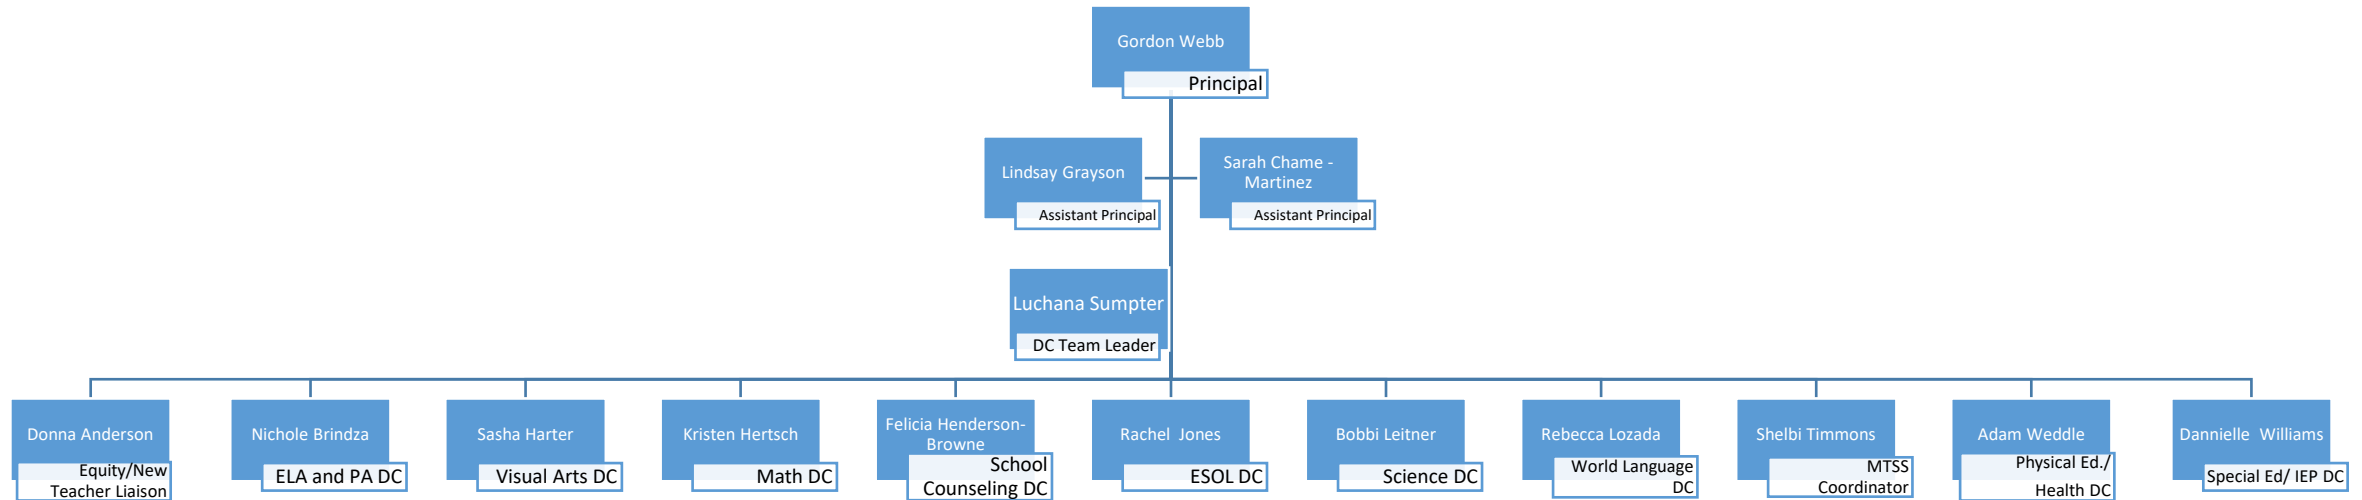 Gordon Webb
Principal
Lindsay Grayson
Assistant Principal
Sarah Chame -
Martinez
Assistant Principal
Luchana Sumpter
DC Team Leader
Donna Anderson
Equity/New
Teacher Liaison
Nichole Brindza
ELA and PA DC
Sasha Harter
Visual Arts DC
Kristen Hertsch
Math DC
Felicia Henderson-
Browne
School
Counseling DC
Rachel Jones
ESOL DC
Bobbi Leitner
Science DC
Rebecca Lozada
World Language
DC
Shelbi Timmons
MTSS
Coordinator
Adam Weddle
Physical Ed./
Health DC
Dannielle Williams
Special Ed/ IEP DC